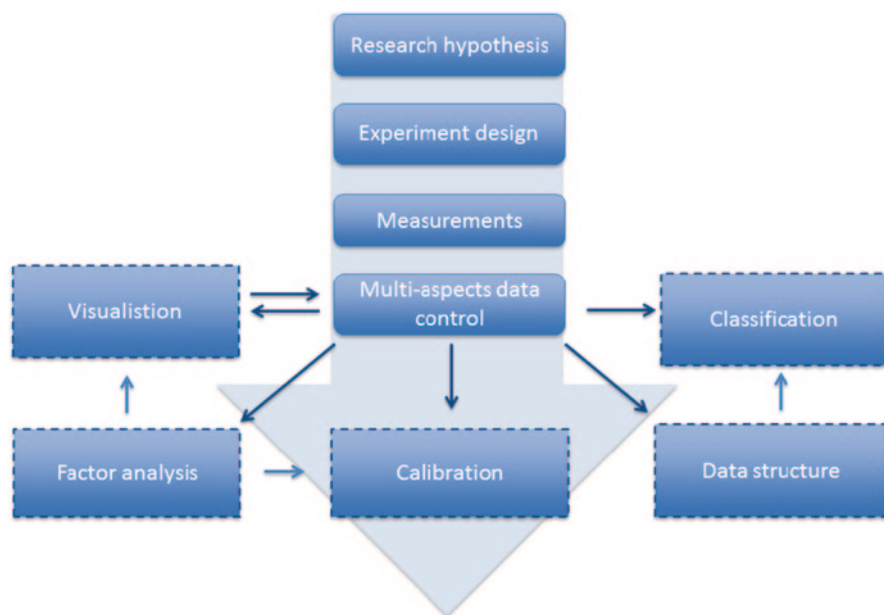 Research hypothesis
Experiment design
Measurements
Multi-aspects data
control
Visualistion
Classification
Factor analysis
Calibration
Data structure